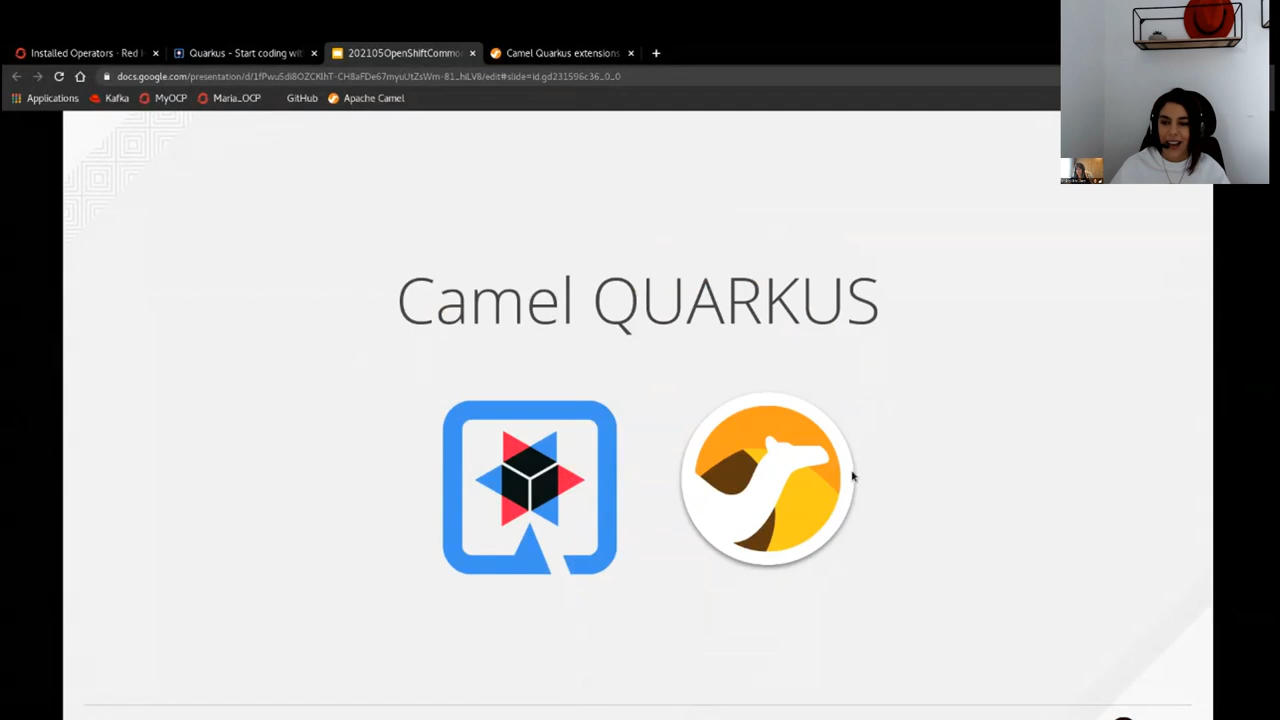 Installed Operators · Red H
Quarkus - Start coding wit
202105OpenShiftCommo
Camel Quarkus extensions
docs.google.com/presentation/d/1fPwu5di8OZCKlhT-CH8aFDe67myuUtZsWm-81_hlLV8/edit#slide=id.gd231596c36_0_0
Applications
Kafka
MyOCP
Maria_OCP
GitHub
Apache Camel
Camel QUARKUS